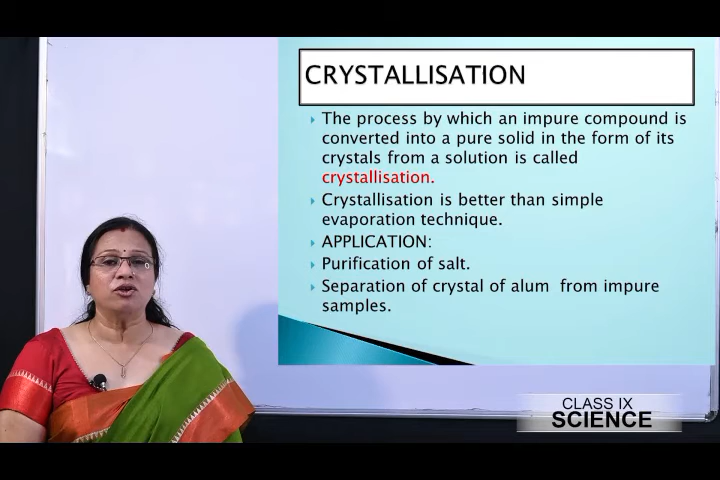 CRYSTALLISATION
The process by which an impure compound is
converted into a pure solid in the form of its
crystals from a solution is called
crystallisation.
Crystallisation is better than simple
evaporation technique.
APPLICATION:
Purification of salt.
Separation of crystal of alum from impure
samples.
CLASS IX
SCIENCE